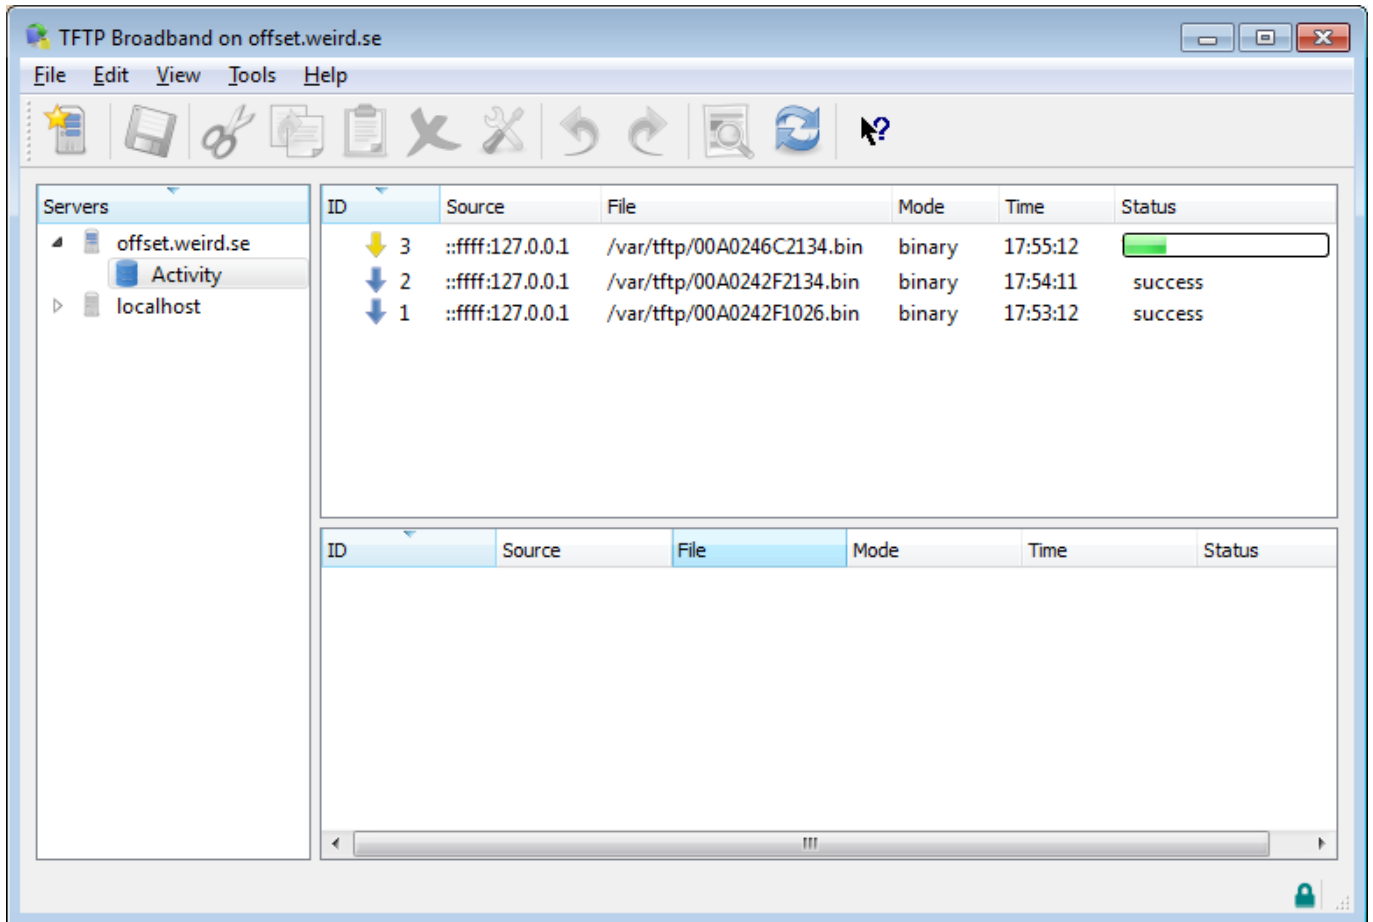 TFTP Broadband on offset.weird.se
File Edit View Tools Help
Servers
offset.weird.se
Activity
localhost
ID Source File Mode Time Status
3 ::ffff:127.0.0.1 /var/tftp/00A0246C2134.bin binary 17:55:12
2 ::ffff:127.0.0.1 /var/tftp/00A0242F2134.bin binary 17:54:11 success
1 ::ffff:127.0.0.1 /var/tftp/00A0242F1026.bin binary 17:53:12 success
ID Source File Mode Time Status